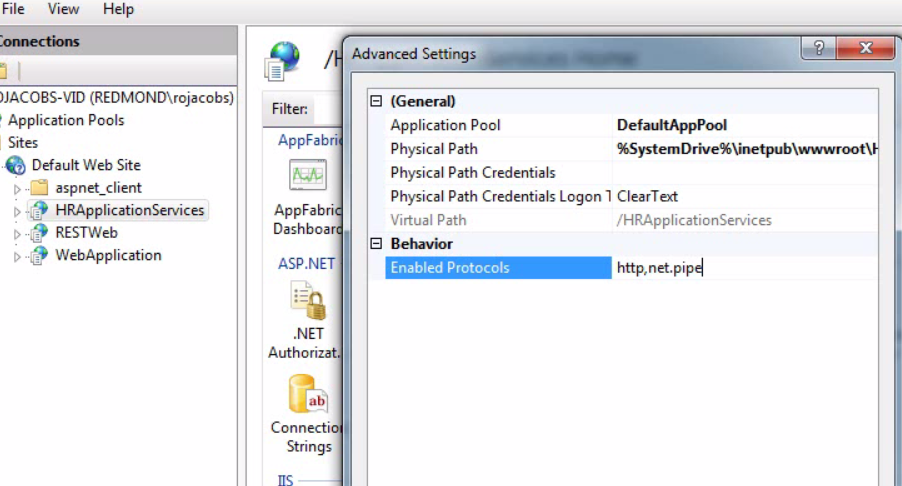 File View Help
Connections
OJACOBS-VID (REDMOND\rojacobs)
Application Pools
Sites
Default Web Site
aspnet_client
HRApplicationServices
RESTWeb
WebApplication
Filter:
AppFabric
AppFabric
Dashboard
ASP.NET
.NET
Authorizat.
ab
Connection
Strings
IIS
Advanced Settings
?
(General)
Application Pool DefaultAppPool
Physical Path %SystemDrive%\inetpub\wwwroot\H
Physical Path Credentials
Physical Path Credentials Logon T ClearText
Virtual Path /HRApplicationServices
Behavior
Enabled Protocols http,net.pipe